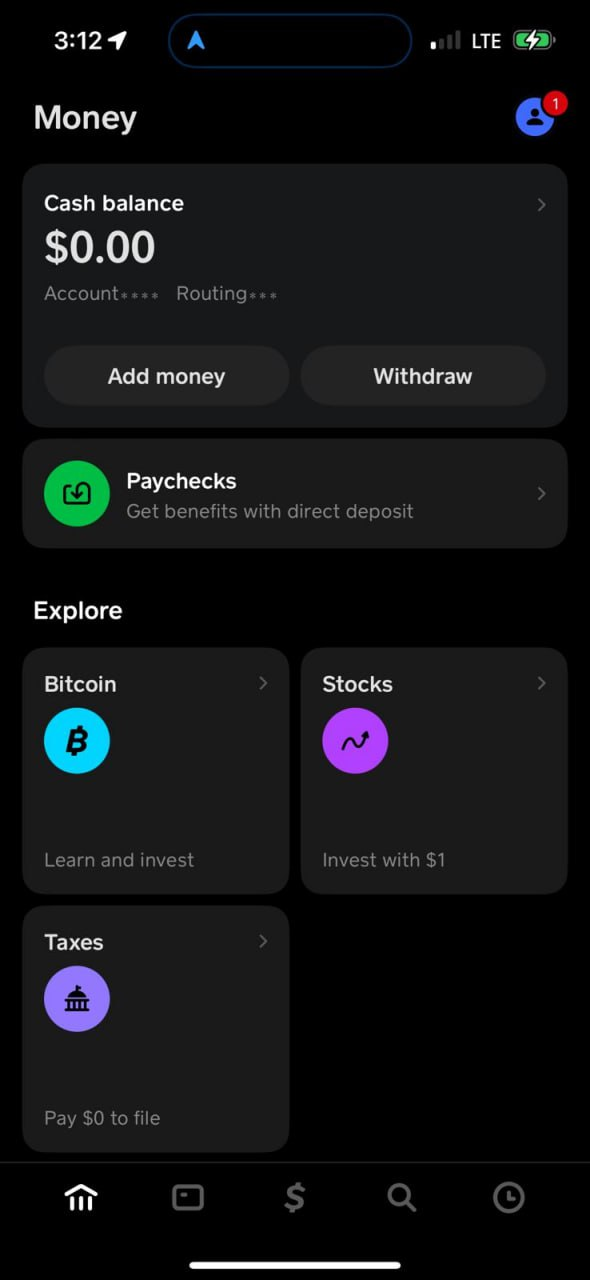 3:12 LTE
Money
1
Cash balance
$0.00
Account**** Routing***
Add money Withdraw
Paychecks
Get benefits with direct deposit
Explore
Bitcoin Stocks
Learn and invest Invest with $1
Taxes
Pay $0 to file